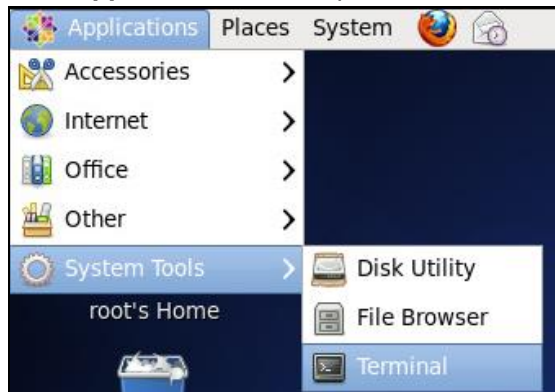 Applications Places System
Accessories
Internet
Office
Other
System Tools
Disk Utility
root's Home
File Browser
Terminal